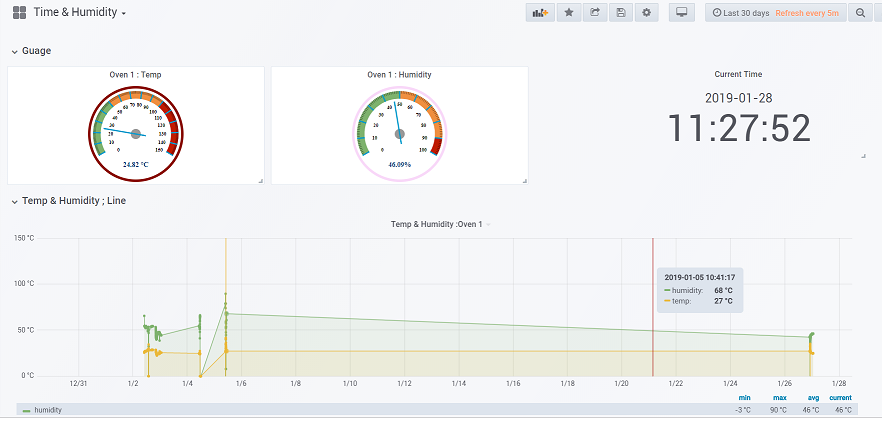 Time & Humidity
Last 30 days Refresh every 5m
Guage
Oven 1 : Temp
0 10 20 30 40 50 60 70 80 90 100 110 120 130 140 150 160
24.82 °C
Oven 1 : Humidity
0 10 20 30 40 50 60 70 80 90 100
46.09%
Current Time
2019-01-28
11:27:52
Temp & Humidity ; Line
Temp & Humidity :Oven 1
150 °C
100 °C
50 °C
0 °C
2019-01-05 10:41:17
humidity: 68 °C
temp: 27 °C
12/31 1/2 1/4 1/6 1/8 1/10 1/12 1/14 1/16 1/18 1/20 1/22 1/24 1/26 1/28
min max avg current
humidity -3 °C 90 °C 46 °C 46 °C